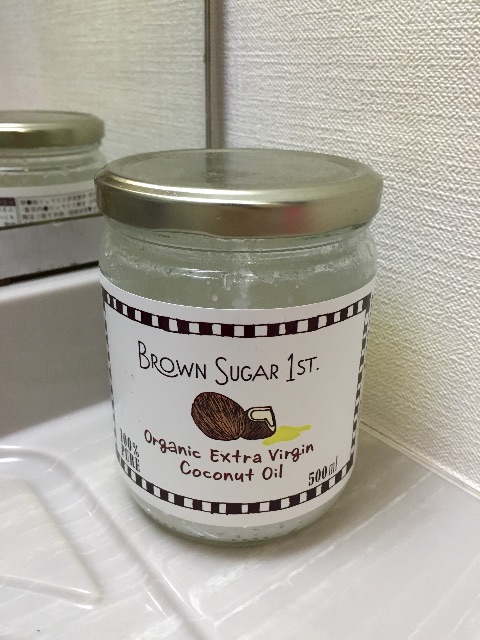 BROWN SUGAR 1ST.
100%
PURE
Organic Extra Virgin
Coconut Oil
500ml